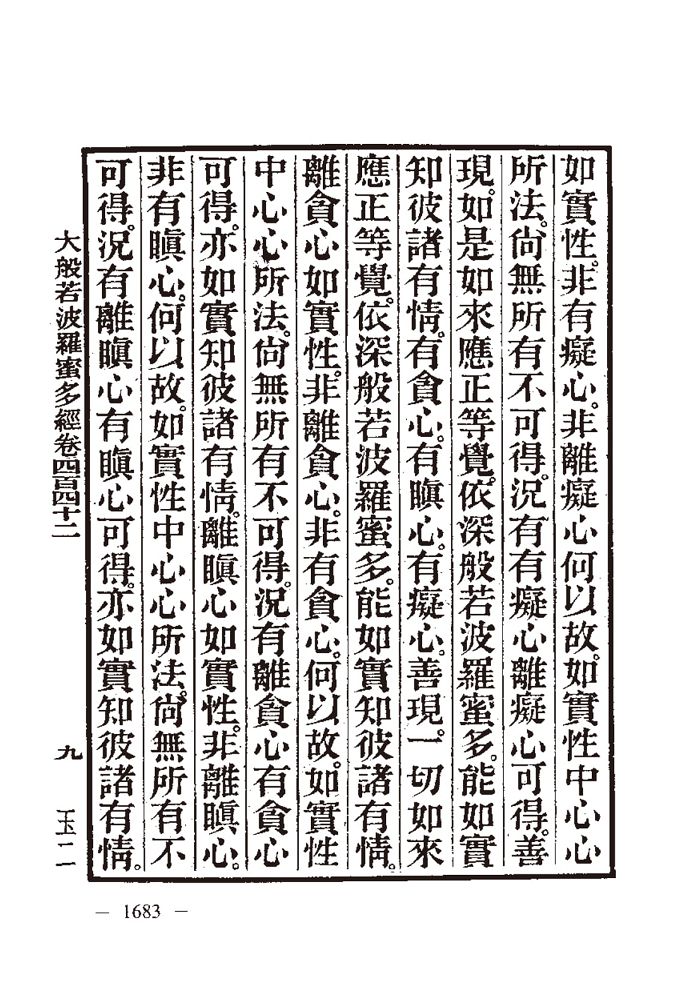 如實性。非有癡心。非離癡心何以故。如實性中心心
所法。尙無所有不可得。況有有癡心離癡心可得。善
現。如是如來應正等覺。依深般若波羅蜜多。能如實
知彼諸有情。有貪心。有瞋心。有癡心。善現。一切如來
應正等覺。依深般若波羅蜜多。能如實知彼諸有情。
離貪心如實性。非離貪心。非有貪心。何以故。如實性
中心心所法。尙無所有不可得。況有離貪心有貪心
可得。亦如實知彼諸有情。離瞋心如實性。非離瞋心。
非有瞋心。何以故。如實性中心心所法。尙無所有不
可得。況有離瞋心有瞋心可得。亦如實知彼諸有情。
大般若波羅蜜多經卷四百四十二 九 玉二
— 1683 —